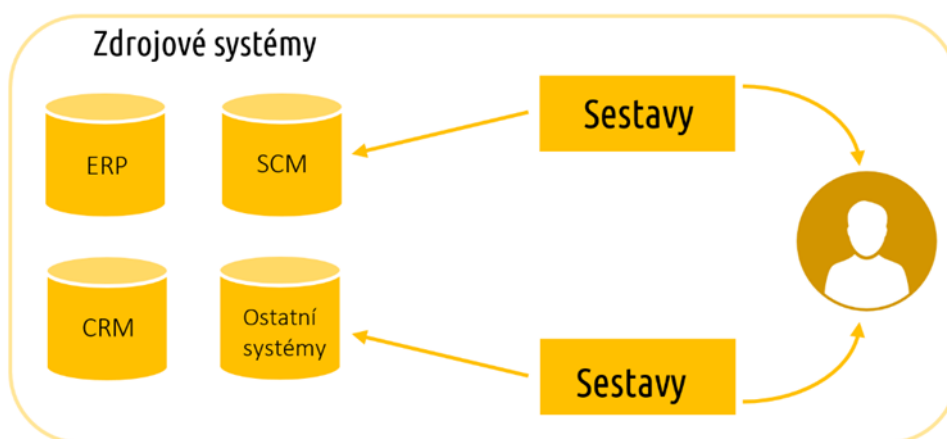 Zdrojové systémy
ERP
SCM
Sestavy
CRM
Ostatní
systémy
Sestavy